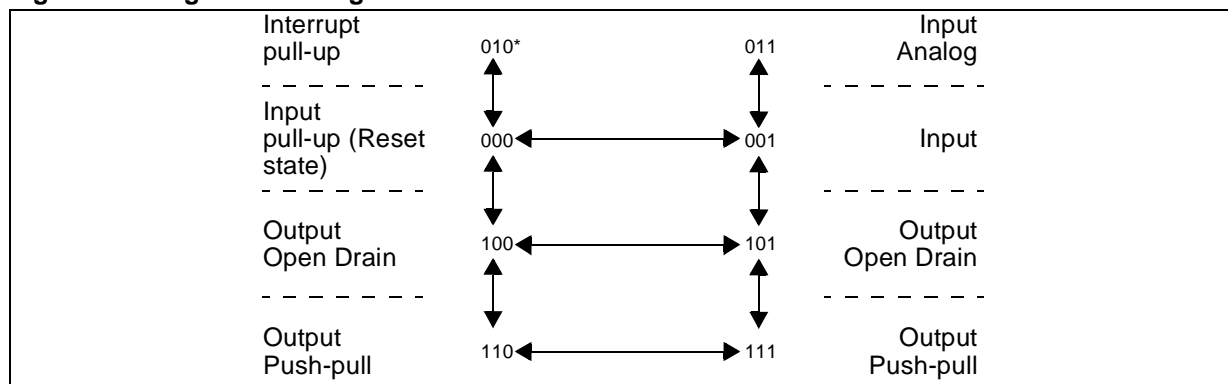 Interrupt
pull-up
010*
011
Input
Analog
Input
pull-up (Reset
state)
000
001
Input
Output
Open Drain
100
101
Output
Open Drain
Output
Push-pull
110
111
Output
Push-pull